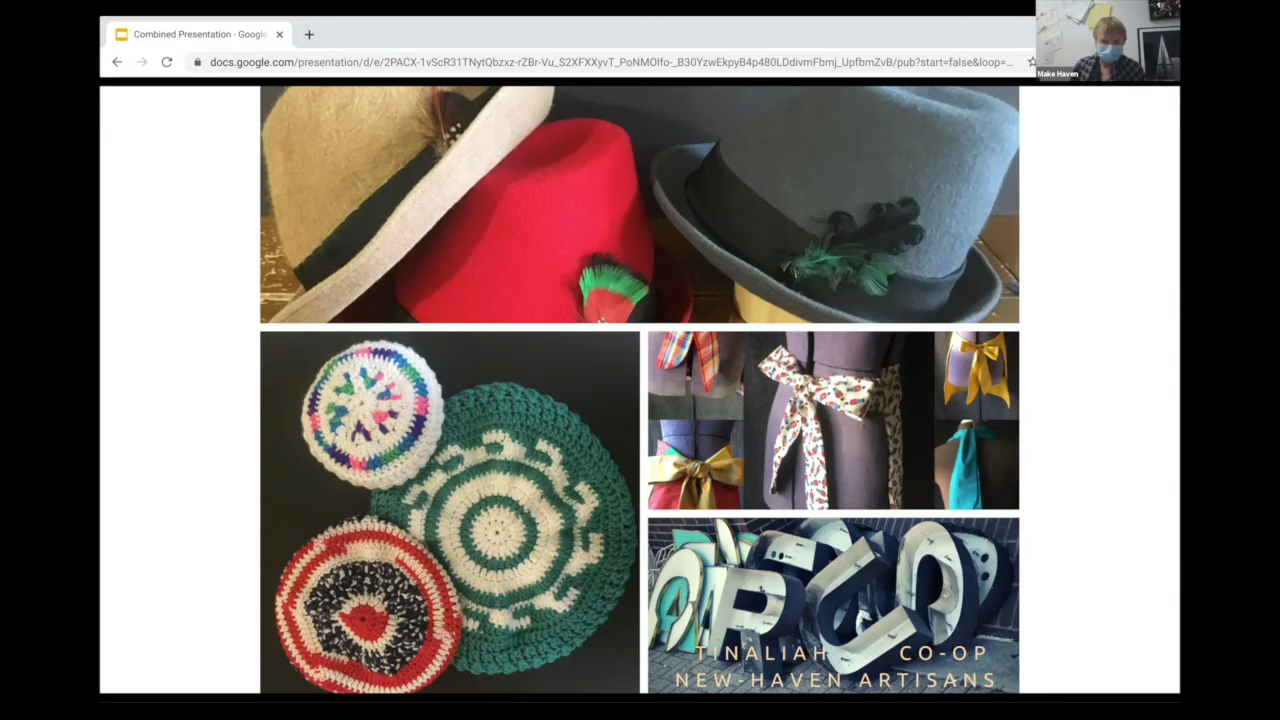 Combined Presentation - Google
docs.google.com/presentation/d/e/2PACX-1vScR31TNytQbzxz-rZBr-Vu_S2XFXXyvT_PoNMOlfo-_B30YzwEkpyB4p480LDdivmFbmj_UpfbmZvB/pub?start=false&loop=...
Make Haven
TINALIAH CO-OP
NEW-HAVEN ARTISANS